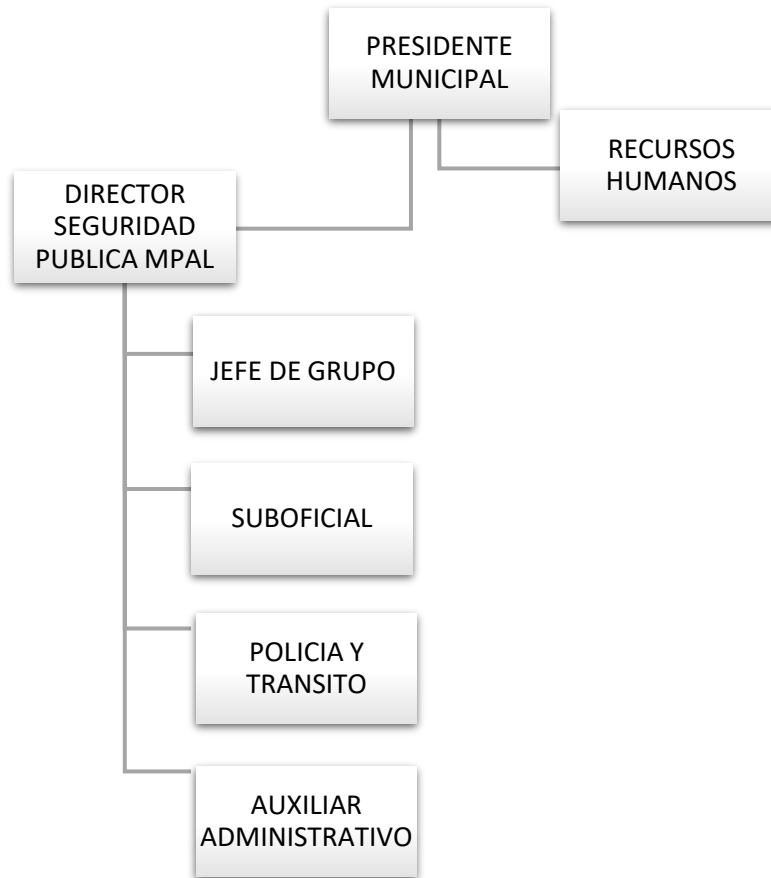 PRESIDENTE
MUNICIPAL
RECURSOS
HUMANOS
DIRECTOR
SEGURIDAD
PUBLICA MPAL
JEFE DE GRUPO
SUBOFICIAL
POLICIA Y
TRANSITO
AUXILIAR
ADMINISTRATIVO